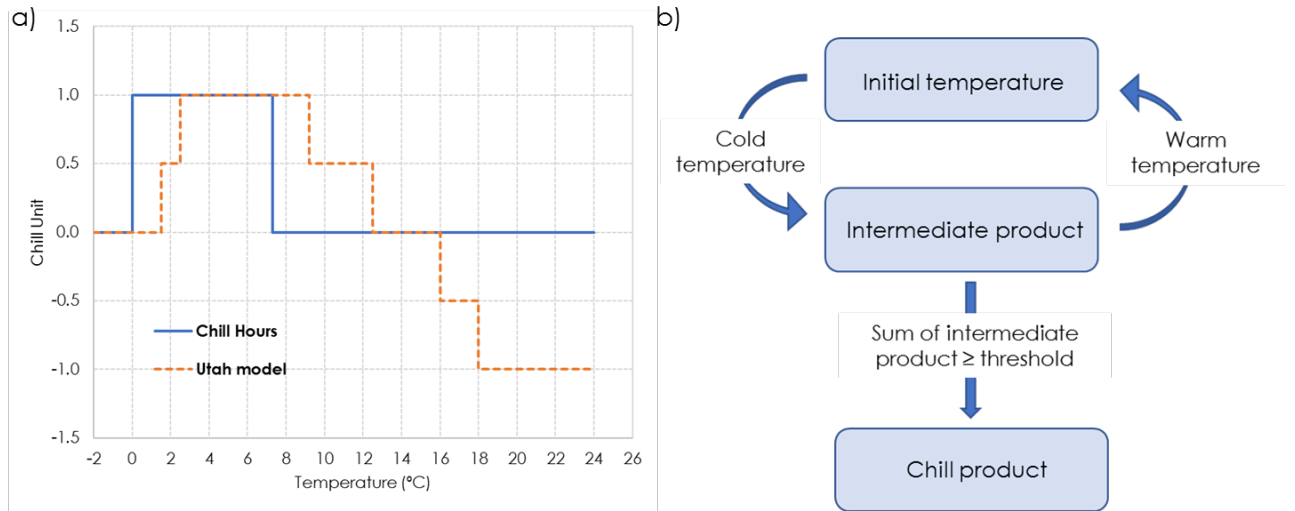 a)
1.5
1.0
0.5
0.0
-0.5
-1.0
-1.5
Chill Unit
Chill Hours
Utah model
-2 0 2 4 6 8 10 12 14 16 18 20 22 24 26
Temperature (ºC)
b)
Initial temperature
Cold
temperature
Warm
temperature
Intermediate product
Sum of intermediate
product ≥ threshold
Chill product